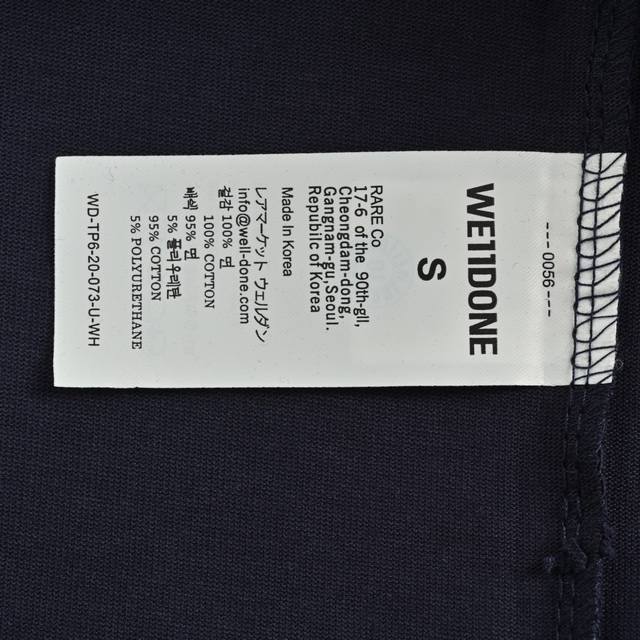 --- 0056 ---
WE11DONE
S
RARE Co
17-6 of the 90th-gil,
Cheongdam-dong,
Gangnam-gu, Seoul.
Republic of Korea
Made in Korea
レアマーケット ウェルダン
info@well-done.com
겉감 100% 면
100% COTTON
배색 95% 면
5% 폴리우레탄
95% COTTON
5% POLYURETHANE
WD-TP6-20-073-U-WH